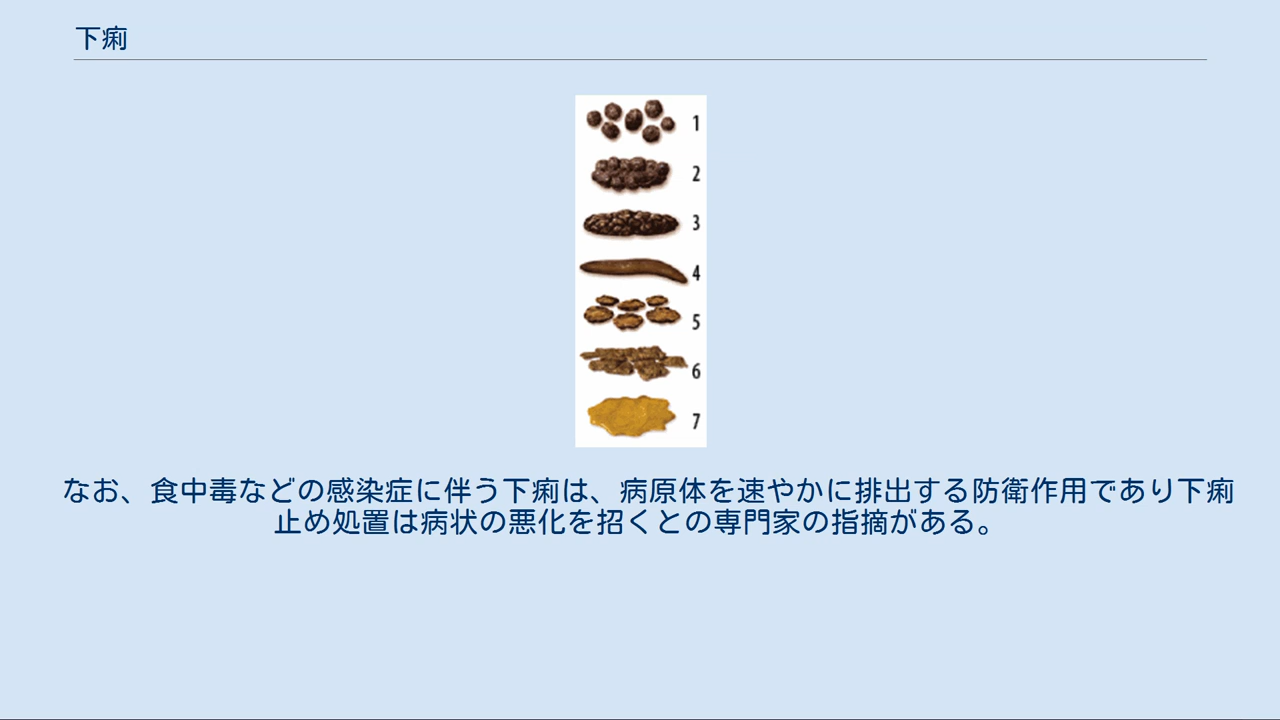 下痢
1
2
3
4
5
6
7
なお、食中毒などの感染症に伴う下痢は、病原体を速やかに排出する防衛作用であり下痢
止め処置は病状の悪化を招くとの専門家の指摘がある。